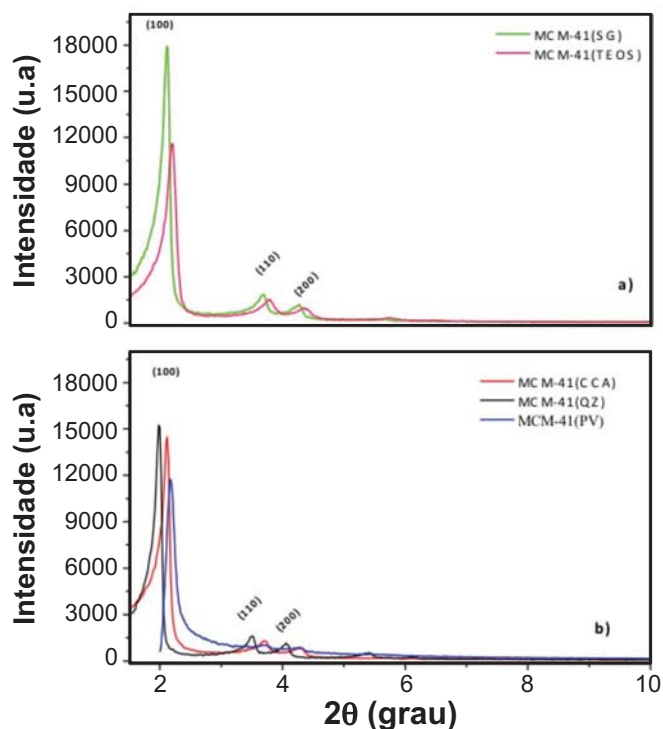 Intensidade (u.a)
18000
15000
12000
9000
6000
3000
0
(100)
(110)
(200)
MCM-41(SG)
MCM-41(TEOS)
a)
Intensidade (u.a)
18000
15000
12000
9000
6000
3000
0
(100)
(110)
(200)
MCM-41(CCA)
MCM-41(QZ)
MCM-41(PV)
b)
2 4 6 8 10
2θ (grau)